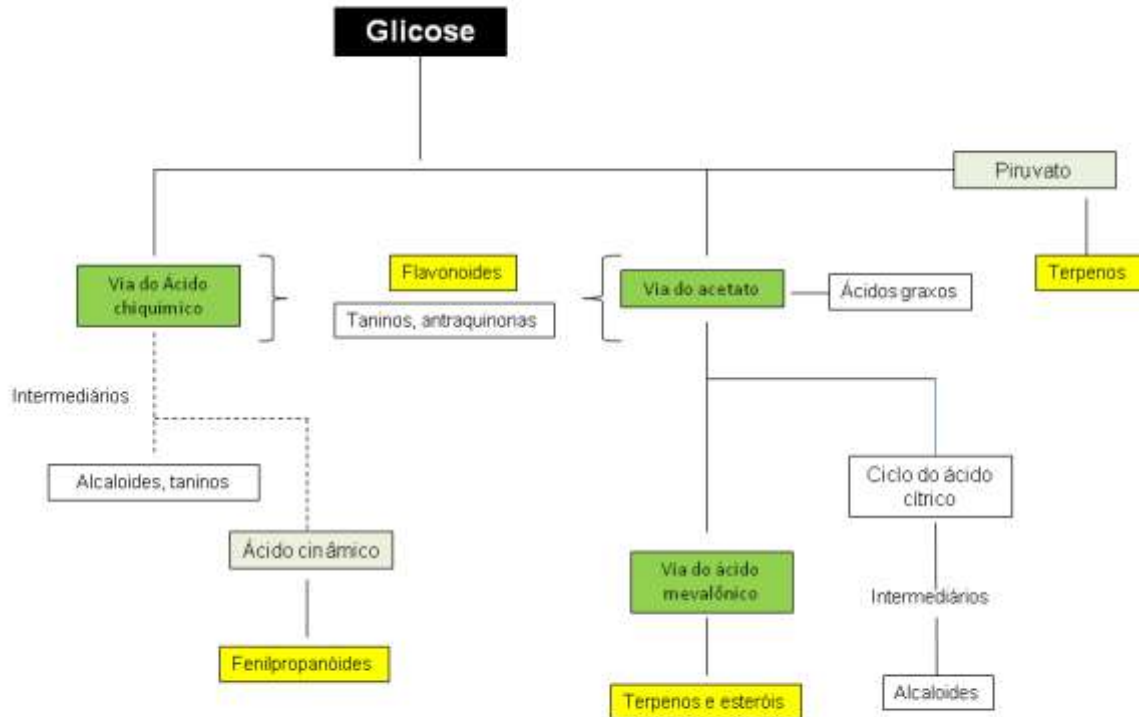 Glicose
Piruvato
Via do Ácido
chiquímico
Flavonoides
Taninos, antraquinonas
Via do acetato
Ácidos graxos
Terpenos
Intermediários
Alcaloides, taninos
Ciclo do ácido
cítrico
Ácido cinâmico
Via do ácido
mevalônico
Intermediários
Fenilpropanóides
Terpenos e esteróis
Alcaloides